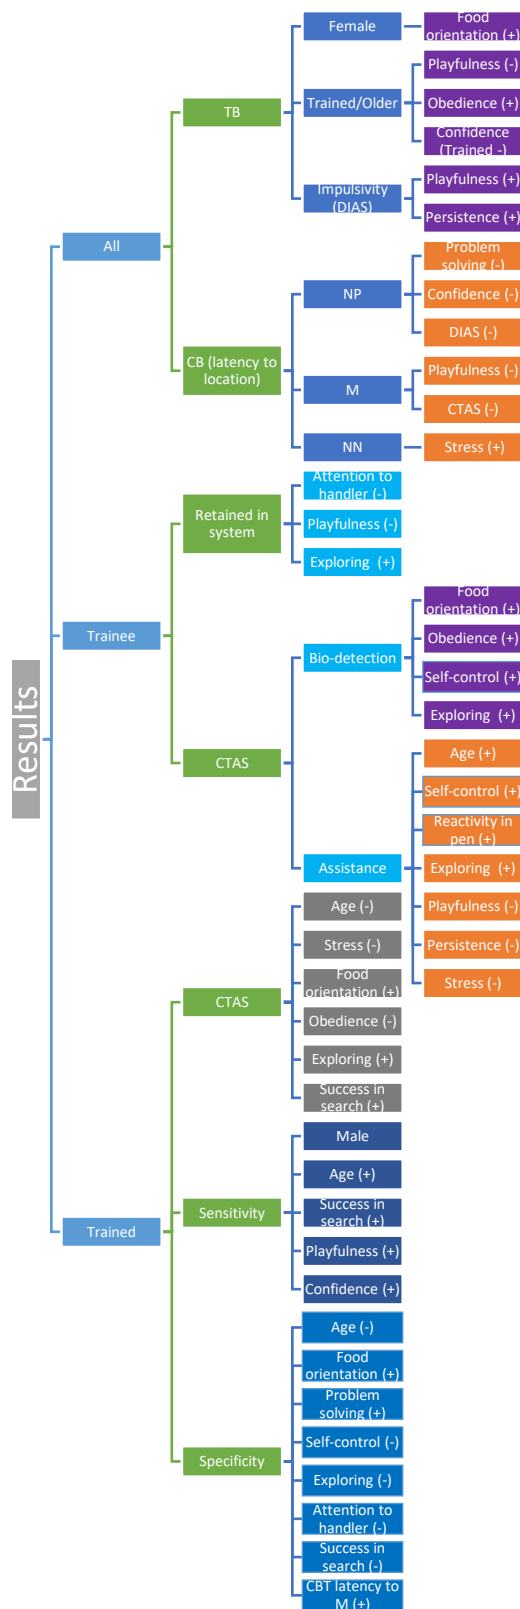 Results
All
TB
Female
Food
orientation (+)
Trained/Older
Playfulness (-)
Obedience (+)
Confidence
(Trained -)
Impulsivity
(DIAS)
Playfulness (+)
Persistence (+)
CB (latency to
location)
NP
Problem
solving (-)
Confidence (-)
DIAS (-)
M
Playfulness (-)
CTAS (-)
NN
Stress (+)
Trainee
Retained in
system
Attention to
handler (-)
Playfulness (-)
Exploring  (+)
CTAS
Bio-detection
Food
orientation (+)
Obedience (+)
Self-control (+)
Exploring  (+)
Assistance
Age (+)
Self-control (+)
Reactivity in
pen (+)
Exploring  (+)
Playfulness (-)
Persistence (-)
Stress (-)
Trained
CTAS
Age (-)
Stress (-)
Food
orientation (+)
Obedience (-)
Exploring (+)
Success in
search (+)
Sensitivity
Male
Age (+)
Success in
search (+)
Playfulness (+)
Confidence (+)
Specificity
Age (-)
Food
orientation (+)
Problem
solving (+)
Self-control (-)
Exploring (-)
Attention to
handler (-)
Success in
search (-)
CBT latency to
M (+)